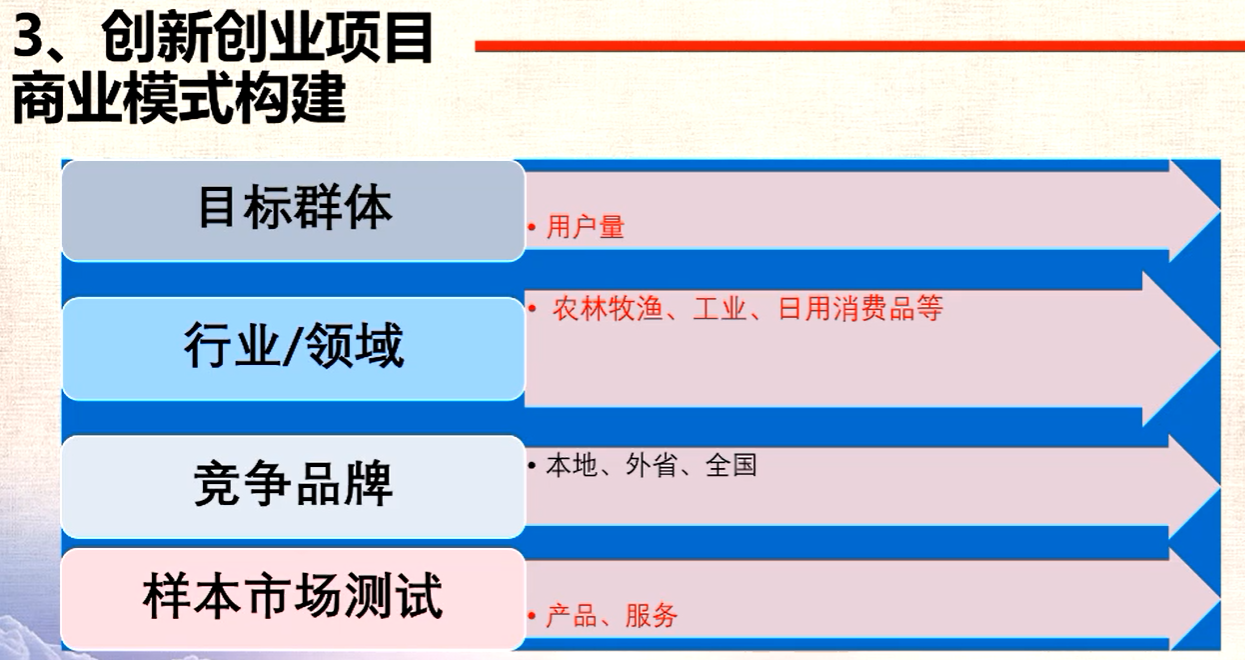 3、创新创业项目
商业模式构建
目标群体
• 用户量
行业/领域
• 农林牧渔、工业、日用消费品等
竞争品牌
• 本地、外省、全国
样本市场测试
• 产品、服务